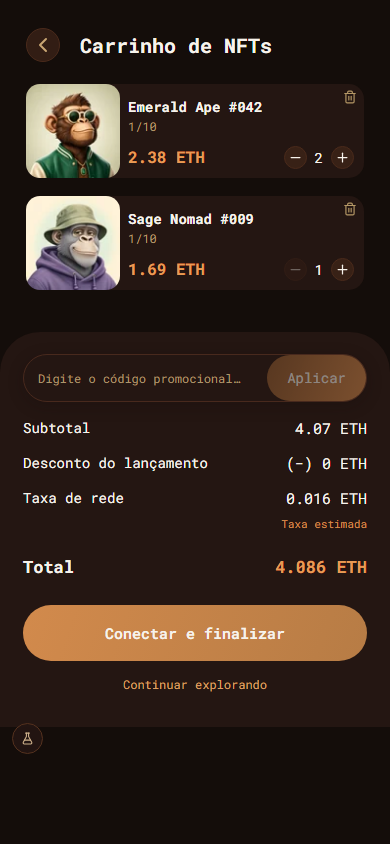 Carrinho de NFTs
Emerald Ape #042
1/10
2.38 ETH
2
Sage Nomad #009
1/10
1.69 ETH
1
Digite o código promocional…
Aplicar
Subtotal
4.07 ETH
Desconto do lançamento
(−) 0 ETH
Taxa de rede
0.016 ETH
Taxa estimada
Total
4.086 ETH
Conectar e finalizar
Continuar explorando